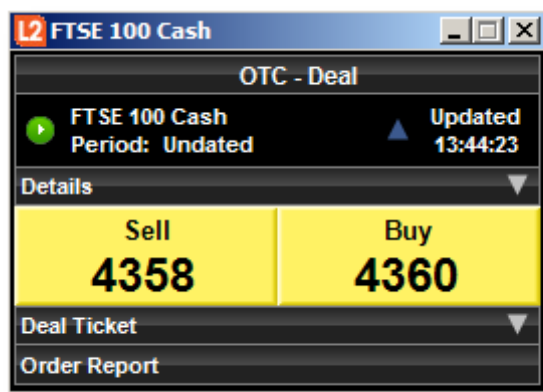 L2 FTSE 100 Cash
OTC - Deal
FTSE 100 Cash
Period: Undated
Updated
13:44:23
Details
Sell
4358
Buy
4360
Deal Ticket
Order Report